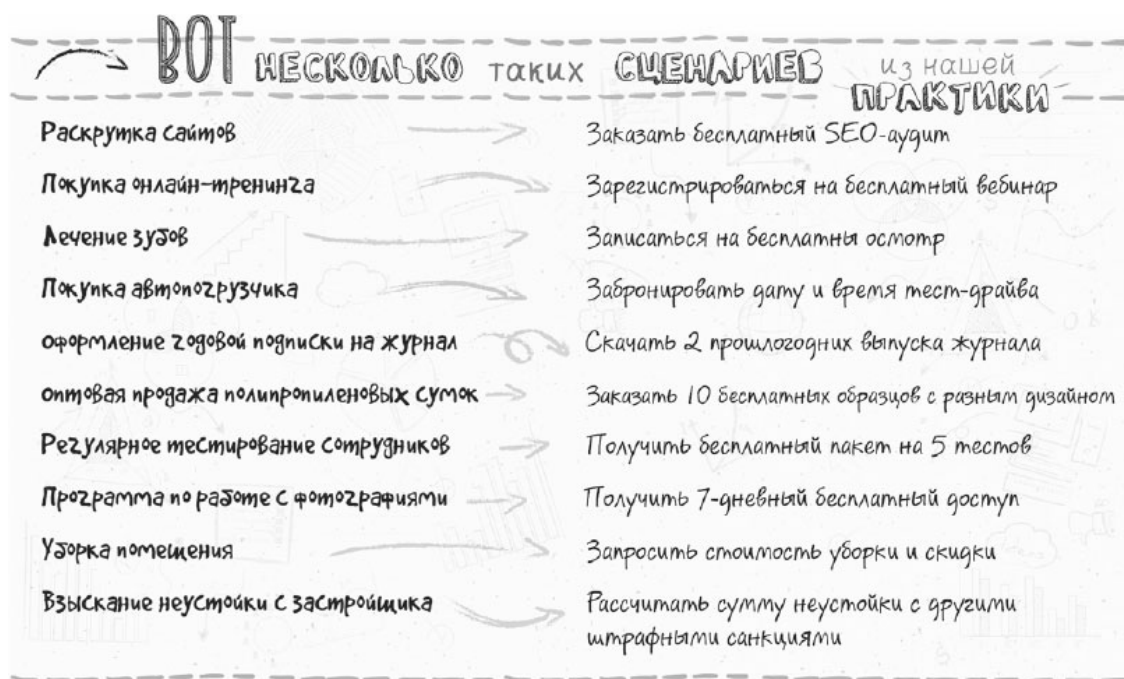 ВОТ НЕСКОЛЬКО таких СЦЕНАРИЕВ из нашей ПРАКТИКИ
Раскрутка сайтов Заказать бесплатный SEO-аудит
Покупка онлайн-тренинга Зарегистрироваться на бесплатный вебинар
Лечение зубов Записаться на бесплатны осмотр
Покупка автопогрузчика Забронировать дату и время тест-драйва
оформление годовой подписки на журнал Скачать 2 прошлогодних выпуска журнала
оптовая продажа полипропиленовых сумок Заказать 10 бесплатных образцов с разным дизайном
Регулярное тестирование сотрудников Получить бесплатный пакет на 5 тестов
Программа по работе с фотографиями Получить 7-дневный бесплатный доступ
Уборка помещения Запросить стоимость уборки и скидки
Взыскание неустойки с застройщика Рассчитать сумму неустойки с другими
штрафными санкциями